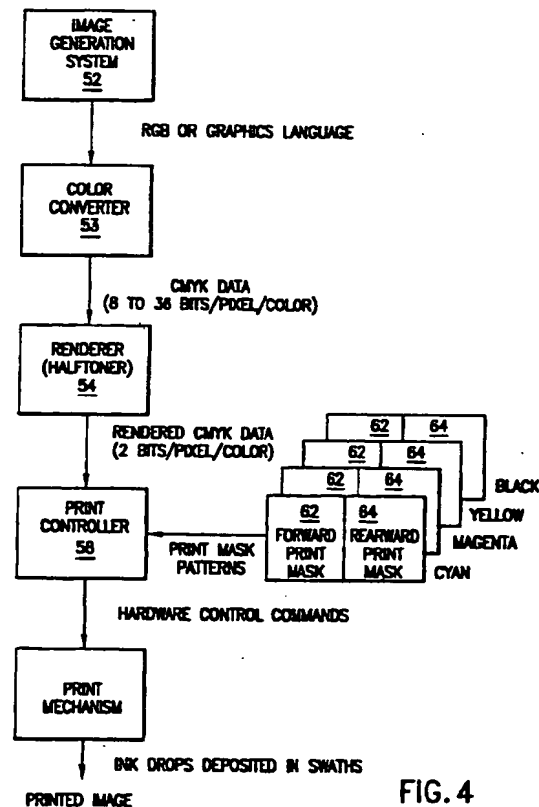 IMAGE
GENERATION
SYSTEM
52
RGB OR GRAPHICS LANGUAGE
COLOR
CONVERTER
53
CMYK DATA
(8 TO 36 BITS/PIXEL/COLOR)
RENDERER
(HALFTONER)
54
RENDERED CMYK DATA
(2 BITS/PIXEL/COLOR)
PRINT
CONTROLLER
58
PRINT MASK
PATTERNS
62 64
62 64
62 64
62 64
FORWARD REARWARD
PRINT PRINT
MASK MASK
BLACK
YELLOW
MAGENTA
CYAN
HARDWARE CONTROL COMMANDS
PRINT
MECHANISM
INK DROPS DEPOSITED IN SWATHS
PRINTED IMAGE
FIG. 4